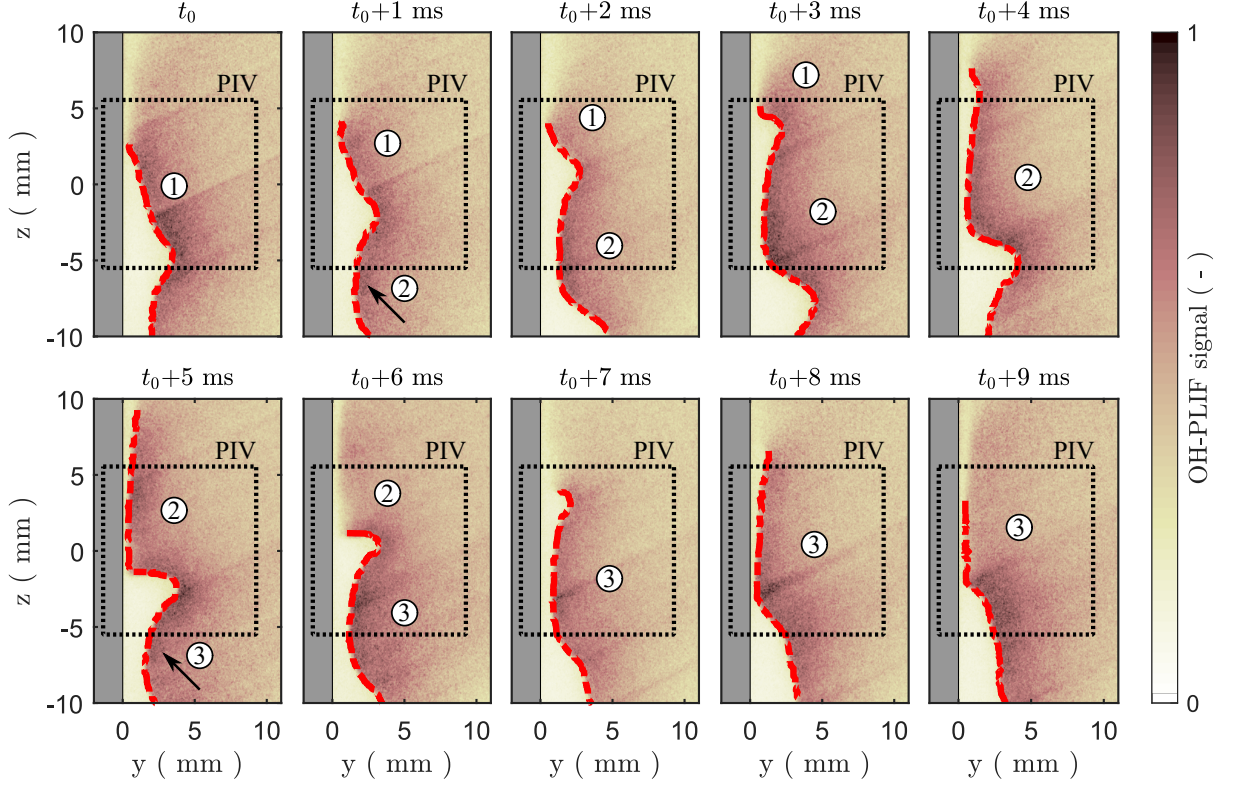 t₀ t₀+1 ms t₀+2 ms t₀+3 ms t₀+4 ms
10 5 0 -5 -10
z ( mm )
PIV ①
PIV ① ②
PIV ① ②
PIV ① ②
PIV ②
t₀+5 ms t₀+6 ms t₀+7 ms t₀+8 ms t₀+9 ms
10 5 0 -5 -10
z ( mm )
PIV ② ③
PIV ② ③
PIV ③
PIV ③
PIV ③
0 5 10 0 5 10 0 5 10 0 5 10 0 5 10
y ( mm ) y ( mm ) y ( mm ) y ( mm ) y ( mm )
1
OH-PLIF signal ( - )
0